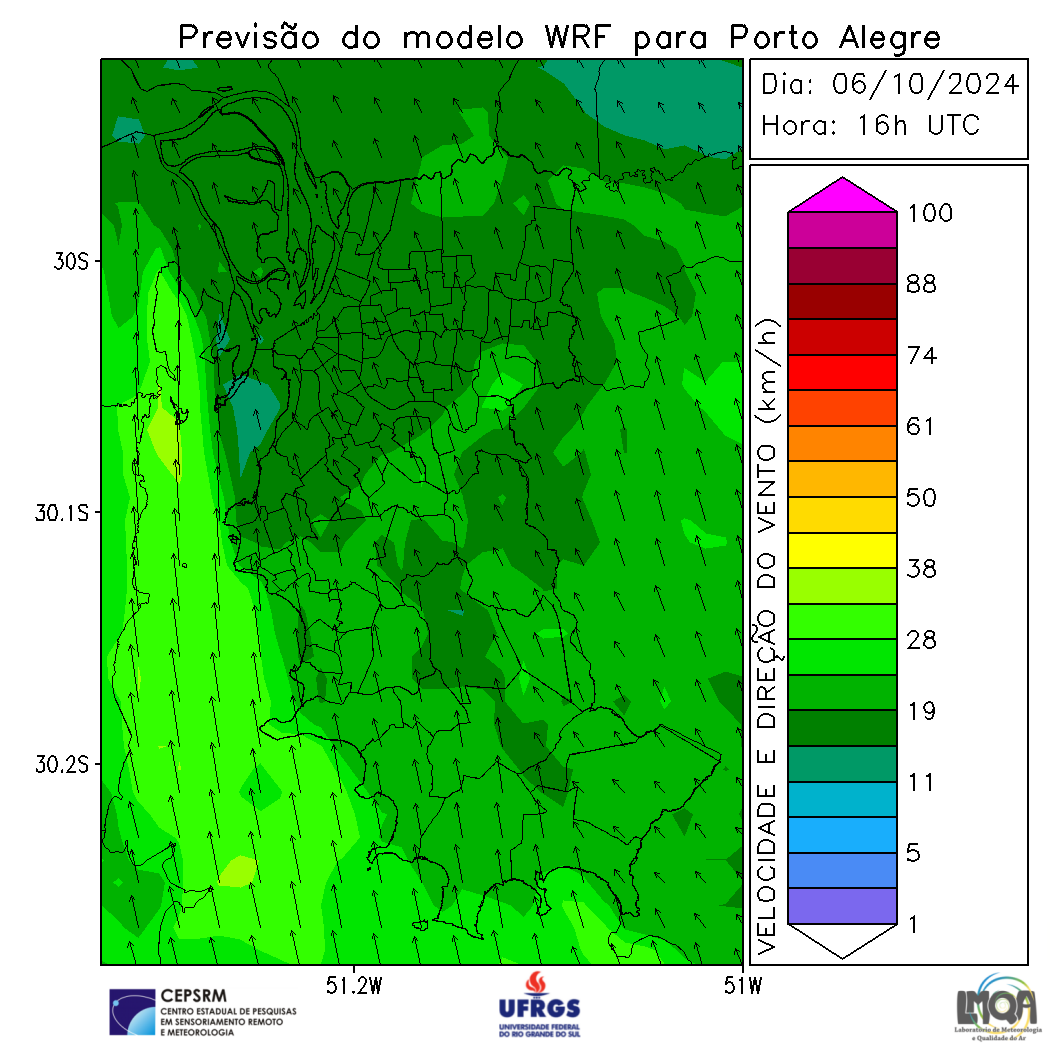 Previsão do modelo WRF para Porto Alegre
Dia: 06/10/2024
Hora: 16h UTC
30S
30.1S
30.2S
51.2W
51W
VELOCIDADE E DIREÇÃO DO VENTO (km/h)
100
88
74
61
50
38
28
19
11
5
1
CEPSRM
CENTRO ESTADUAL DE PESQUISAS
EM SENSORIAMENTO REMOTO
E METEOROLOGIA
UFRGS
UNIVERSIDADE FEDERAL
DO RIO GRANDE DO SUL
LMQA
Laboratório de Meteorologia
e Qualidade do Ar